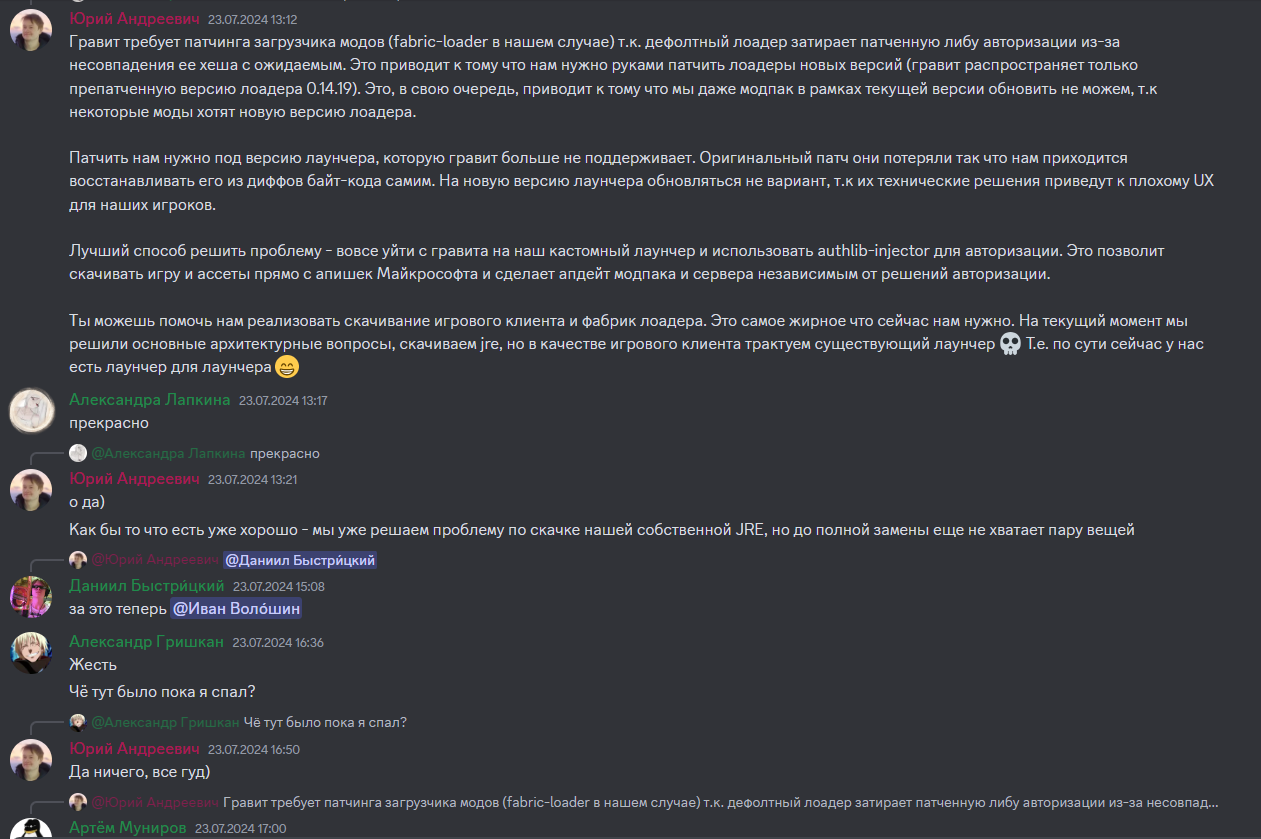 Юрий Андреевич 23.07.2024 13:12
Гравит требует патчинга загрузчика модов (fabric-loader в нашем случае) т.к. дефолтный лоадер затирает патченную либу авторизации из-за
несовпадения ее хеша с ожидаемым. Это приводит к тому что нам нужно руками патчить лоадеры новых версий (гравит распространяет только
препатченную версию лоадера 0.14.19). Это, в свою очередь, приводит к тому что мы даже модпак в рамках текущей версии обновить не можем, т.к
некоторые моды хотят новую версию лоадера.
Патчить нам нужно под версию лаунчера, которую гравит больше не поддерживает. Оригинальный патч они потеряли так что нам приходится
восстанавливать его из диффов байт-кода самим. На новую версию лаунчера обновляться не вариант, т.к их технические решения приведут к плохому UX
для наших игроков.
Лучший способ решить проблему - вовсе уйти с гравита на наш кастомный лаунчер и использовать authlib-injector для авторизации. Это позволит
скачивать игру и ассеты прямо с апишек Майкрософта и сделает апдейт модпака и сервера независимым от решений авторизации.
Ты можешь помочь нам реализовать скачивание игрового клиента и фабрик лоадера. Это самое жирное что сейчас нам нужно. На текущий момент мы
решили основные архитектурные вопросы, скачиваем jre, но в качестве игрового клиента трактуем существующий лаунчер 💀 Т.е. по сути сейчас у нас
есть лаунчер для лаунчера 😁
Александра Лапкина 23.07.2024 13:17
прекрасно
@Александра Лапкина прекрасно
Юрий Андреевич 23.07.2024 13:21
о да)
Как бы то что есть уже хорошо - мы уже решаем проблему по скачке нашей собственной JRE, но до полной замены еще не хватает пару вещей
@Юрий Андреевич @Даниил Быстри́цкий
Даниил Быстри́цкий 23.07.2024 15:08
за это теперь @Иван Воло́шин
Александр Гришкан 23.07.2024 16:36
Жесть
Чё тут было пока я спал?
@Александр Гришкан Чё тут было пока я спал?
Юрий Андреевич 23.07.2024 16:50
Да ничего, все гуд)
@Юрий Андреевич Гравит требует патчинга загрузчика модов (fabric-loader в нашем случае) т.к. дефолтный лоадер затирает патченную либу авторизации из-за несовпад...
Артём Муниров 23.07.2024 17:00